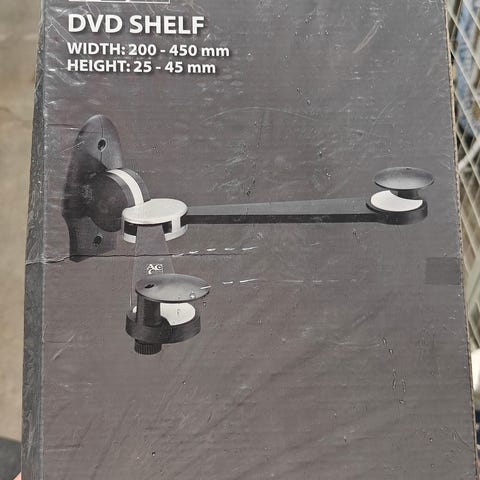 DVD SHELF
WIDTH: 200 - 450 mm
HEIGHT: 25 - 45 mm